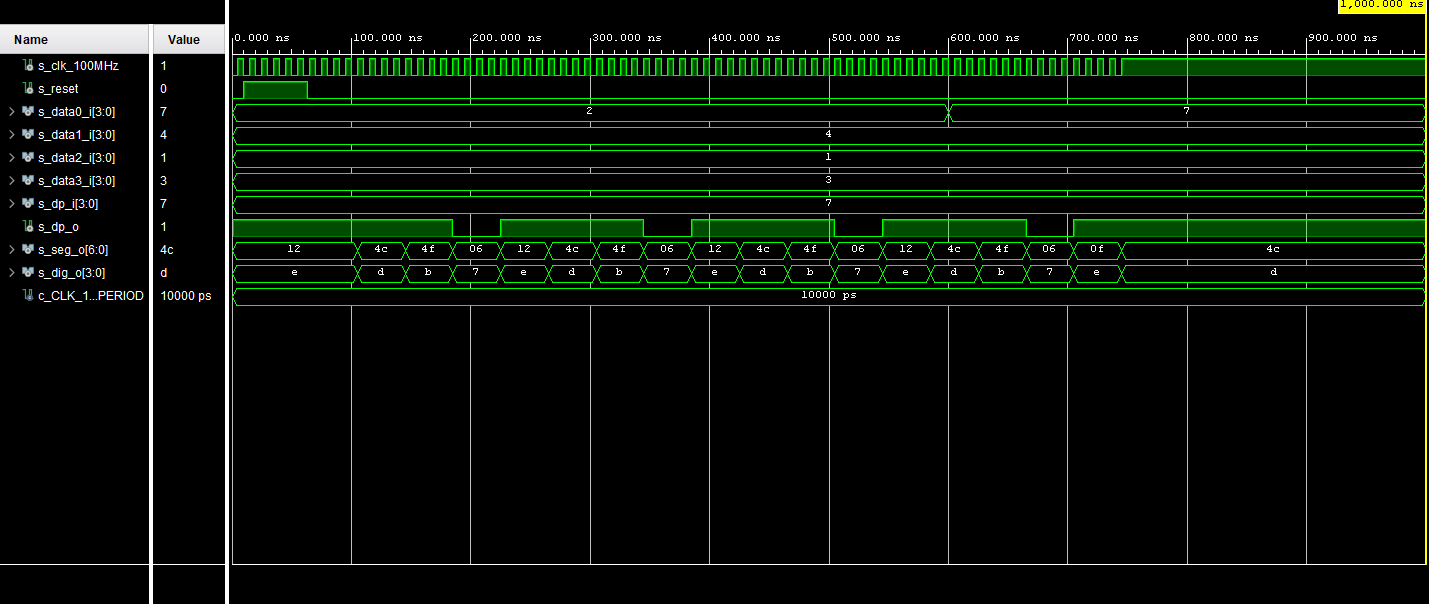 1,000.000 ns
Name Value 0.000 ns 100.000 ns 200.000 ns 300.000 ns 400.000 ns 500.000 ns 600.000 ns 700.000 ns 800.000 ns 900.000 ns
s_clk_100MHz 1
s_reset 0
s_data0_i[3:0] 7 2 7
s_data1_i[3:0] 4 4
s_data2_i[3:0] 1 1
s_data3_i[3:0] 3 3
s_dp_i[3:0] 7 7
s_dp_o 1
s_seg_o[6:0] 4c 12 4c 4f 06 12 4c 4f 06 12 4c 4f 06 12 4c 4f 06 0f 4c
s_dig_o[3:0] d e d b 7 e d b 7 e d b 7 e d b 7 e d
c_CLK_1...PERIOD 10000 ps 10000 ps